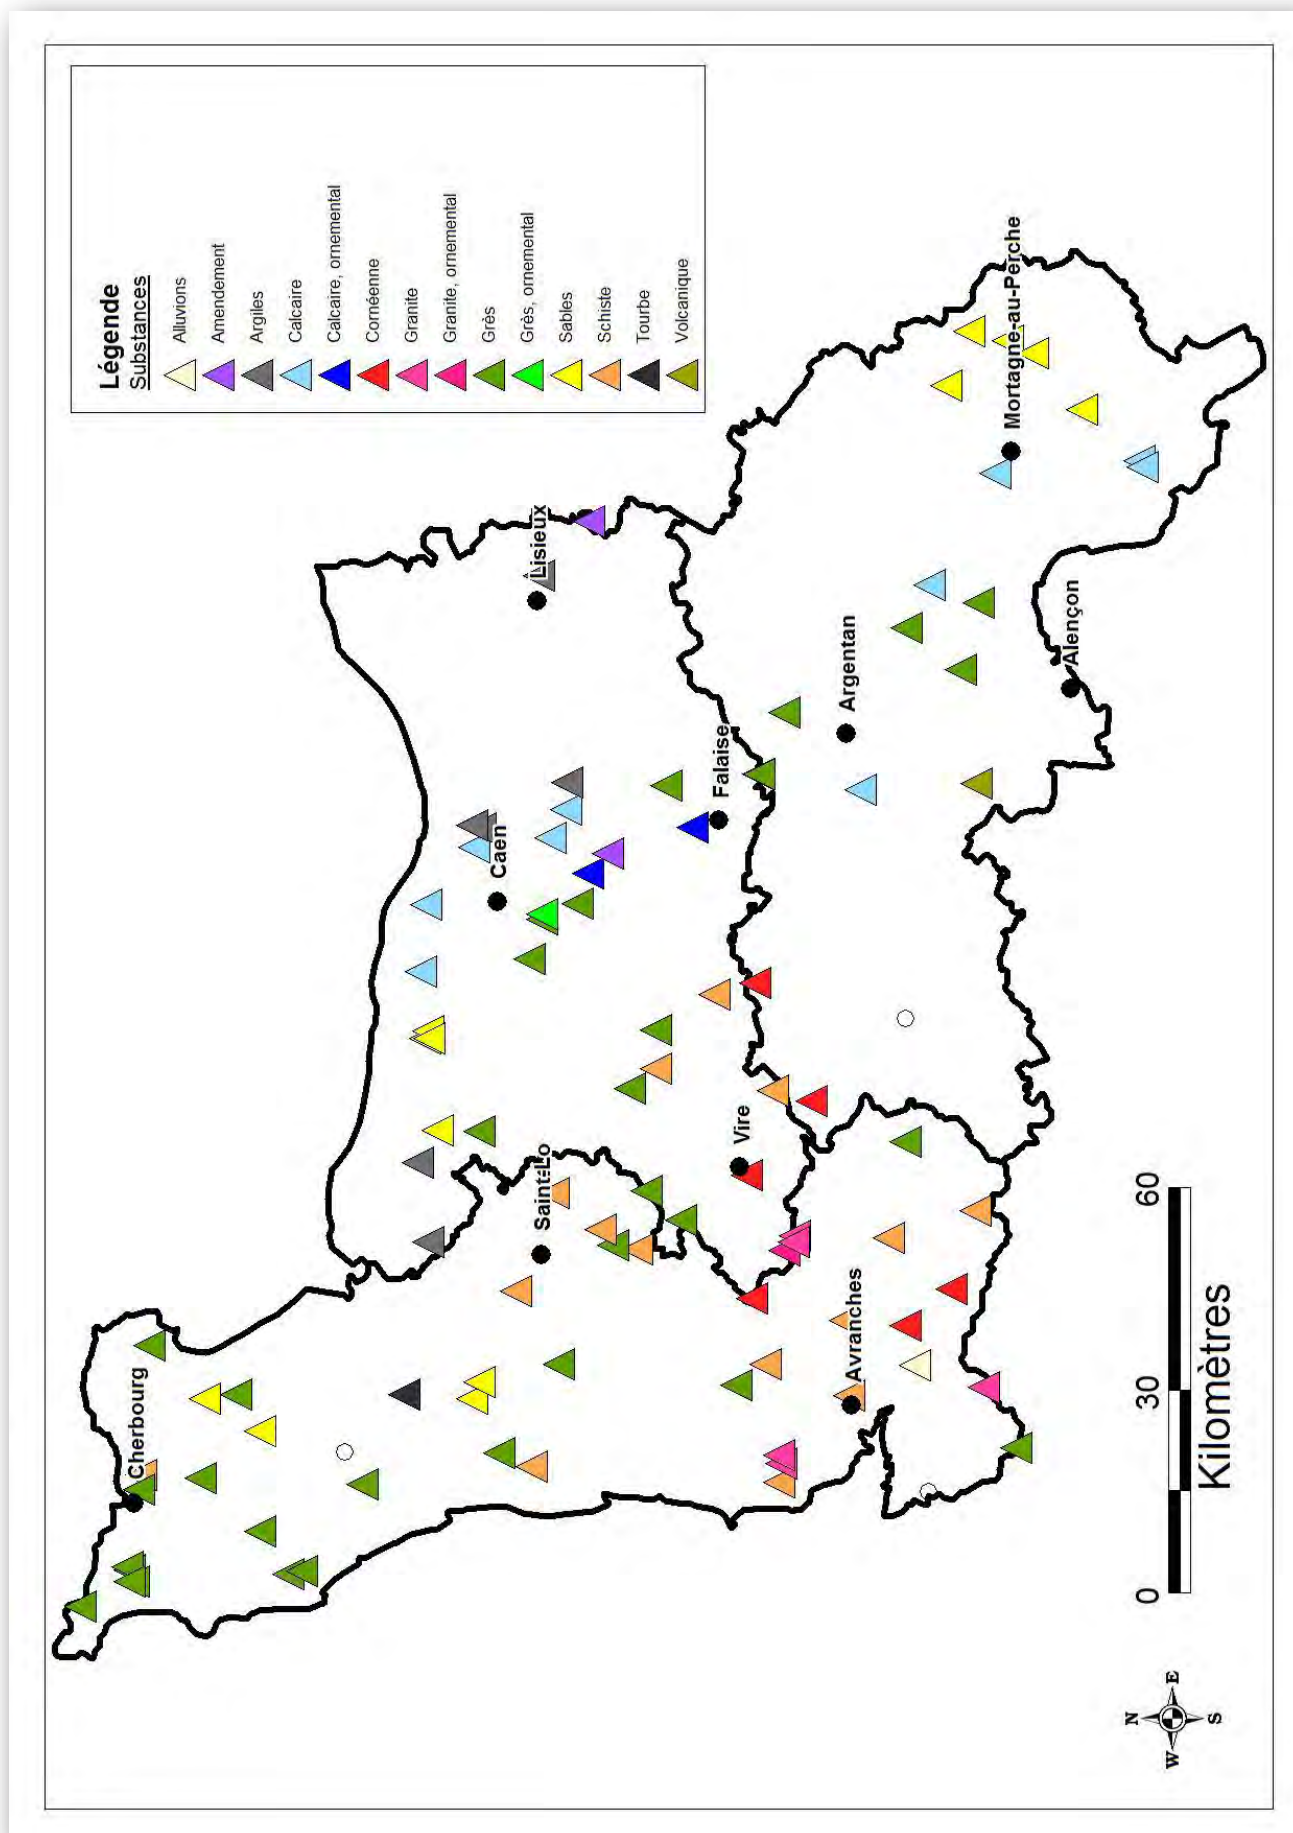 Légende
Substances
Alluvions
Amendement
Argiles
Calcaire
Calcaire, ornemental
Cornéenne
Granite
Granite, ornemental
Grès
Grès, ornemental
Sables
Schiste
Tourbe
Volcanique
Cherbourg
Saint-Lo
Caen
Lisieux
Falaise
Vire
Avranches
Argentan
Alençon
Mortagne-au-Perche
N
W
E
S
0
30
60
Kilomètres